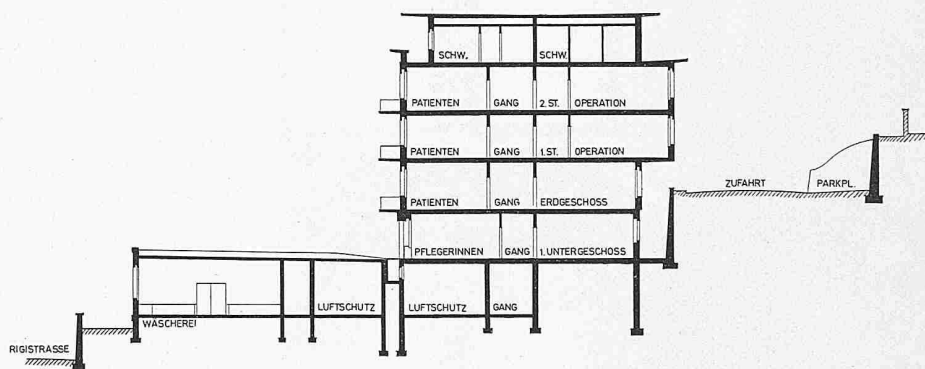 SCHW. SCHW.
PATIENTEN GANG 2. ST. OPERATION
PATIENTEN GANG 1. ST. OPERATION
ZUFAHRT PARKPL.
PATIENTEN GANG ERDGESCHOSS
PFLEGERINNEN GANG 1. UNTERGESCHOSS
LUFTSCHUTZ LUFTSCHUTZ GANG
WÄSCHEREI
RIGISTRASSE